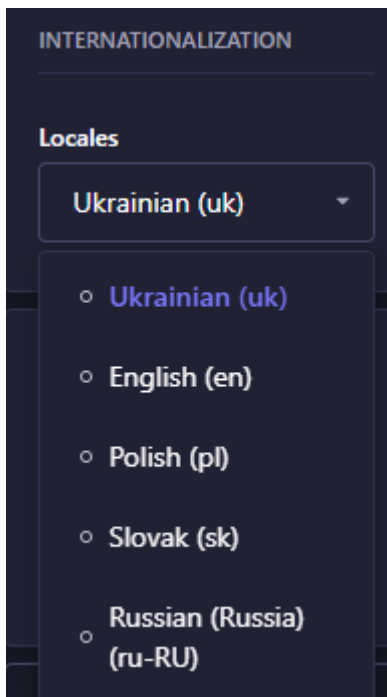 INTERNATIONALIZATION
Locales
Ukrainian (uk)
Ukrainian (uk)
English (en)
Polish (pl)
Slovak (sk)
Russian (Russia)
(ru-RU)